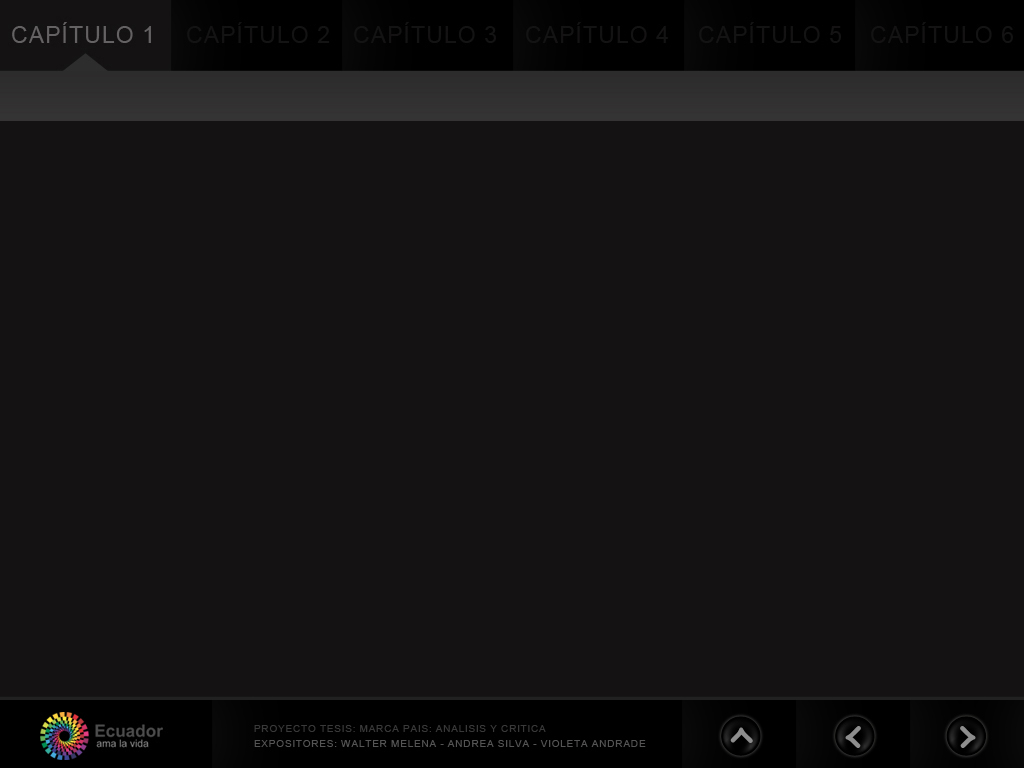 CAPÍTULO 1 CAPÍTULO 2 CAPÍTULO 3 CAPÍTULO 4 CAPÍTULO 5 CAPÍTULO 6
Ecuador
ama la vida
PROYECTO TESIS: MARCA PAIS: ANALISIS Y CRITICA
EXPOSITORES: WALTER MELENA - ANDREA SILVA - VIOLETA ANDRADE